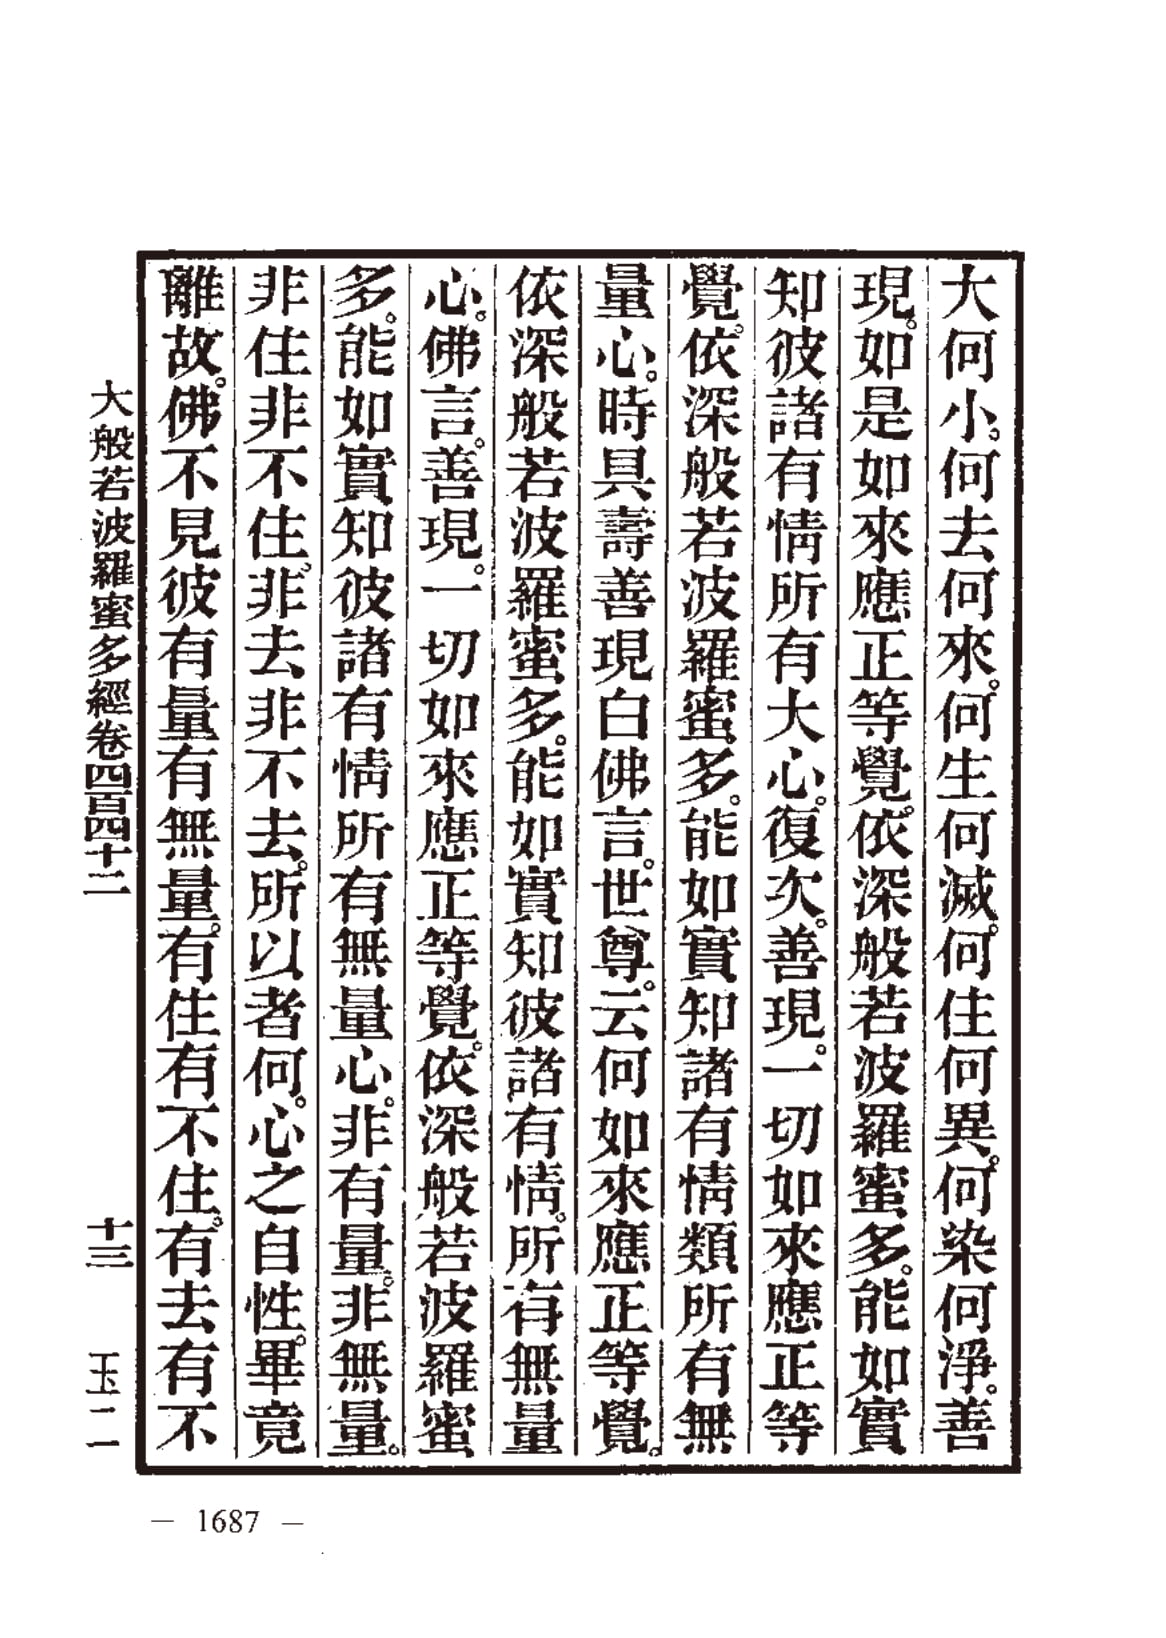 大何小。何去何來。何生何滅。何住何異。何染何淨。善
現。如是如來應正等覺。依深般若波羅蜜多。能如實
知彼諸有情所有大心。復次。善現。一切如來應正等
覺。依深般若波羅蜜多。能如實知諸有情類所有無
量心。時具壽善現白佛言。世尊。云何如來應正等覺。
依深般若波羅蜜多。能如實知彼諸有情。所有無量
心。佛言。善現。一切如來應正等覺。依深般若波羅蜜
多。能如實知彼諸有情所有無量心。非有量。非無量。
非住非不住。非去非不去。所以者何。心之自性。畢竟
離故。佛不見彼有量有無量。有住有不住。有去有不
大般若波羅蜜多經卷四百四十二 十三 玉二
— 1687 —